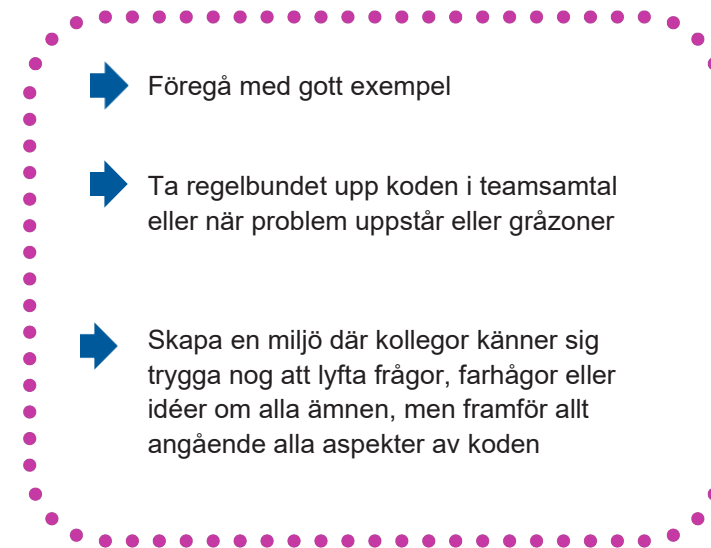 Föregå med gott exempel
Ta regelbundet upp koden i teamsamtal
eller när problem uppstår eller gråzoner
Skapa en miljö där kollegor känner sig
trygga nog att lyfta frågor, farhågor eller
idéer om alla ämnen, men framför allt
angående alla aspekter av koden